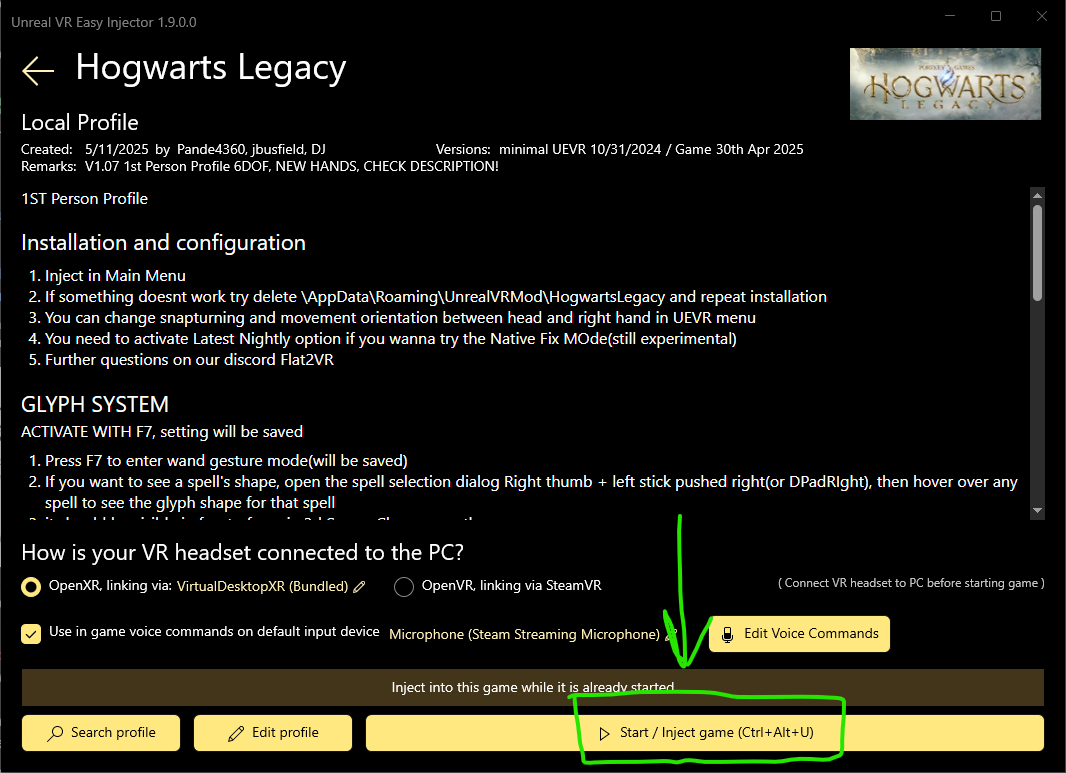 Unreal VR Easy Injector 1.9.0.0
Hogwarts Legacy
PORTKEY GAMES
HOGWARTS
LEGACY
Local Profile
Created: 5/11/2025 by Pande4360, jbusfield, DJ Versions: minimal UEVR 10/31/2024 / Game 30th Apr 2025
Remarks: V1.07 1st Person Profile 6DOF, NEW HANDS, CHECK DESCRIPTION!
1ST Person Profile
Installation and configuration
1. Inject in Main Menu
2. If something doesnt work try delete \AppData\Roaming\UnrealVRMod\HogwartsLegacy and repeat installation
3. You can change snapturning and movement orientation between head and right hand in UEVR menu
4. You need to activate Latest Nightly option if you wanna try the Native Fix MOde(still experimental)
5. Further questions on our discord Flat2VR
GLYPH SYSTEM
ACTIVATE WITH F7, setting will be saved
1. Press F7 to enter wand gesture mode(will be saved)
2. If you want to see a spell's shape, open the spell selection dialog Right thumb + left stick pushed right(or DPadRIght), then hover over any
spell to see the glyph shape for that spell
How is your VR headset connected to the PC?
OpenXR, linking via: VirtualDesktopXR (Bundled) OpenVR, linking via SteamVR ( Connect VR headset to PC before starting game )
Use in game voice commands on default input device Microphone (Steam Streaming Microphone) Edit Voice Commands
Inject into this game while it is already started
Search profile Edit profile Start / Inject game (Ctrl+Alt+U)